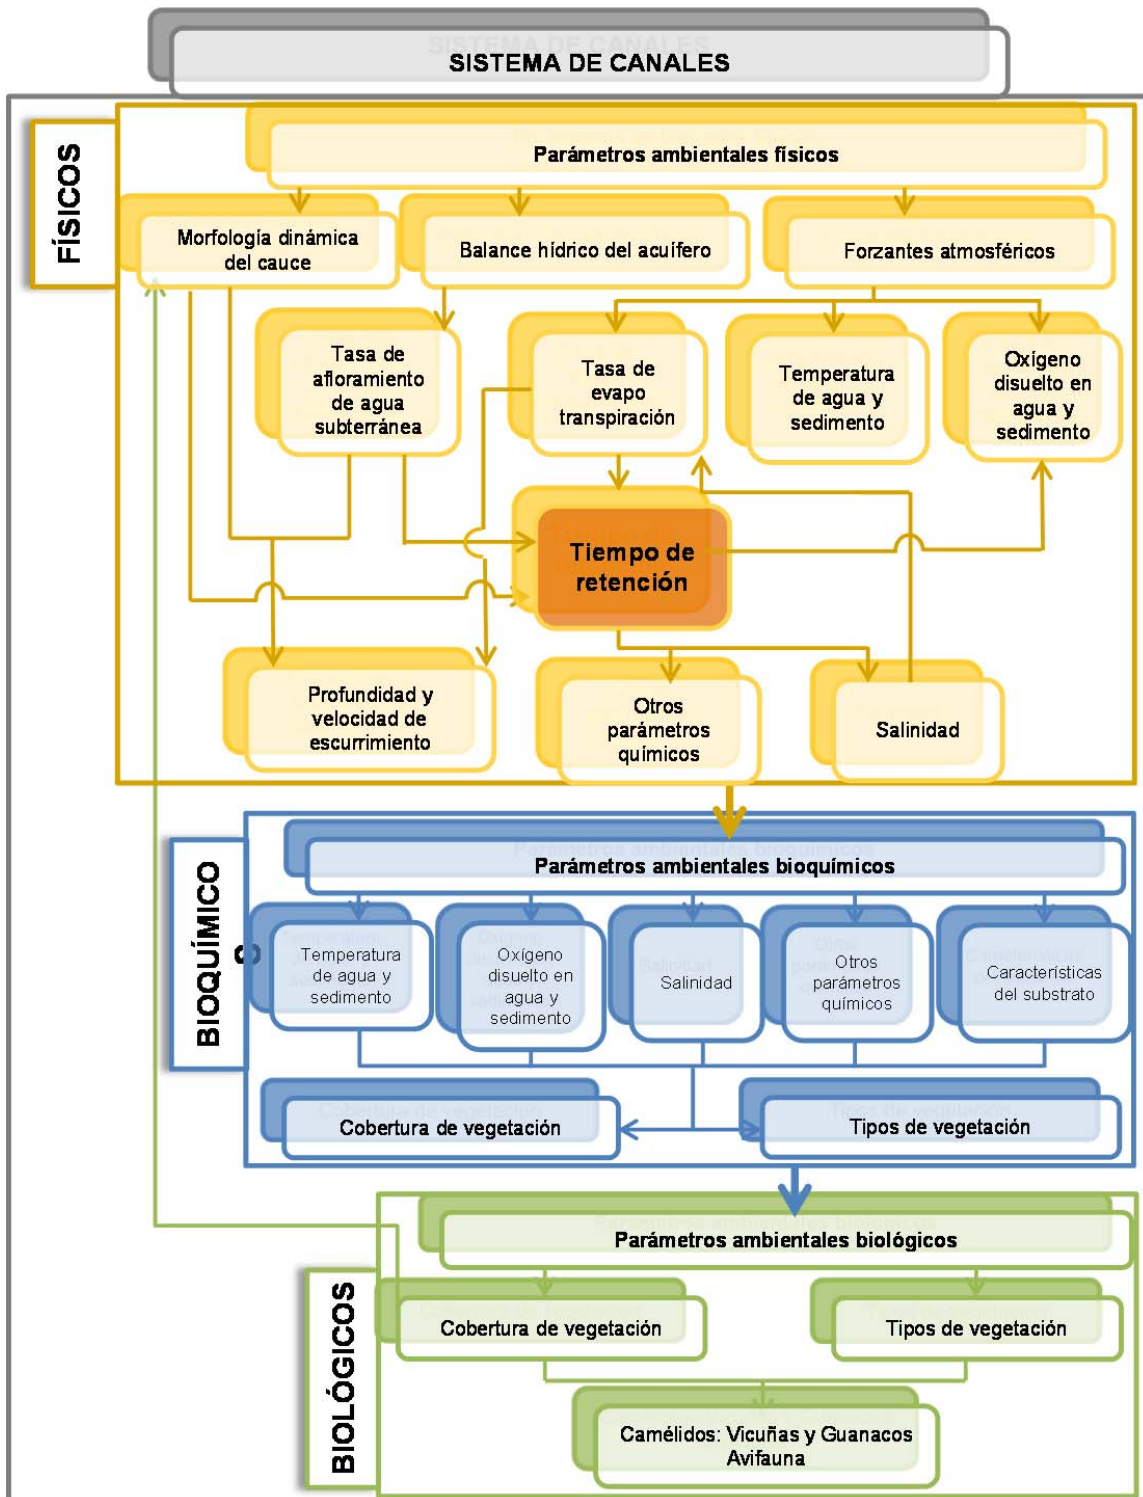 SISTEMA DE CANALES
FÍSICOS
Parámetros ambientales físicos
Morfología dinámica
del cauce
Balance hídrico del acuífero
Forzantes atmosféricos
Tasa de
afloramiento
de agua
subterránea
Tasa de
evapo
transpiración
Temperatura
de agua y
sedimento
Oxígeno
disuelto en
agua y
sedimento
Tiempo de
retención
Profundidad y
velocidad de
escurrimiento
Otros
parámetros
químicos
Salinidad
BIOQUÍMICO
S
Parámetros ambientales bioquímicos
Temperatura
de agua y
sedimento
Oxígeno
disuelto en
agua y
sedimento
Salinidad
Otros
parámetros
químicos
Características
del substrato
Cobertura de vegetación
Tipos de vegetación
BIOLÓGICOS
Parámetros ambientales biológicos
Cobertura de vegetación
Tipos de vegetación
Camélidos: Vicuñas y Guanacos
Avifauna